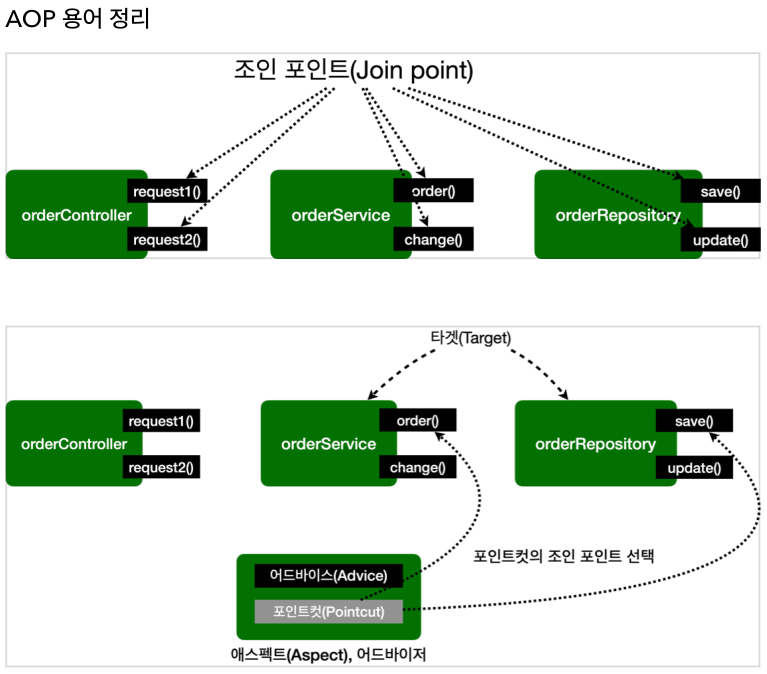 AOP 용어 정리
조인 포인트(Join point)
orderController
request1()
request2()
orderService
order()
change()
orderRepository
save()
update()
타겟(Target)
orderController
request1()
request2()
orderService
order()
change()
orderRepository
save()
update()
포인트컷의 조인 포인트 선택
어드바이스(Advice)
포인트컷(Pointcut)
애스펙트(Aspect), 어드바이저